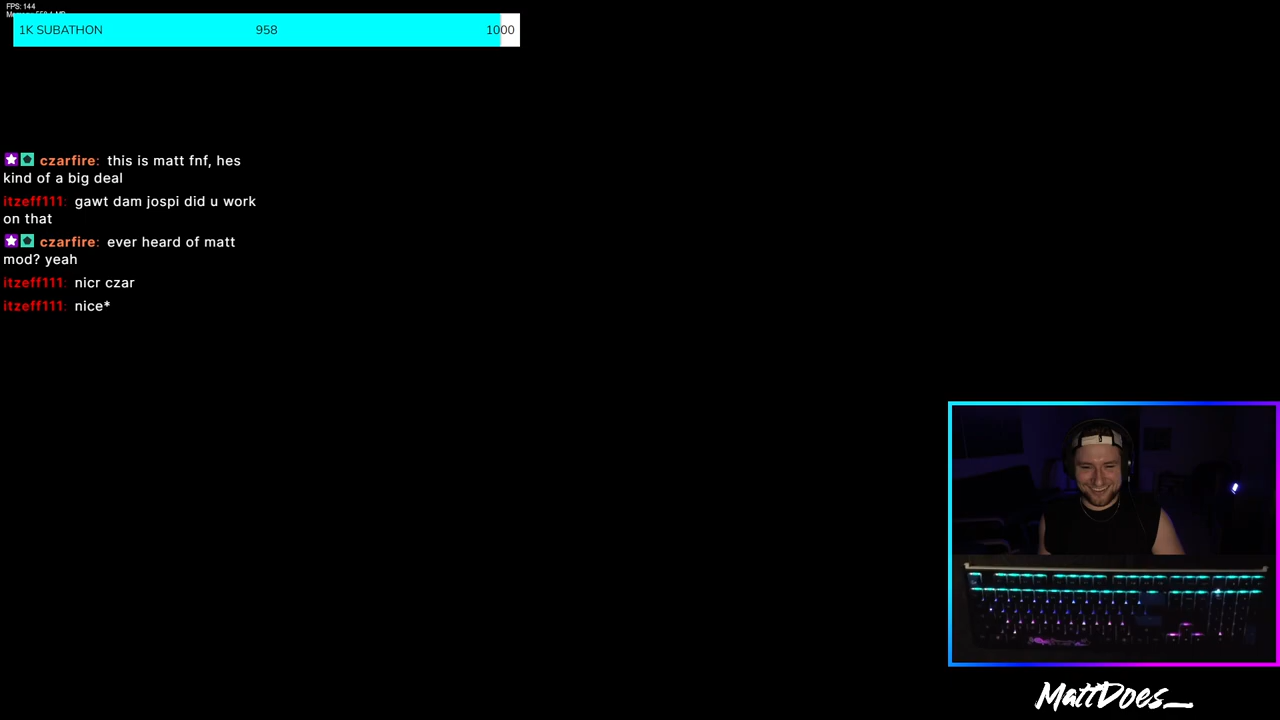 FPS: 144
1K SUBATHON 958 1000
czarfire: this is matt fnf, hes
kind of a big deal
itzeff111: gawt dam jospi did u work
on that
czarfire: ever heard of matt
mod? yeah
itzeff111: nicr czar
itzeff111: nice*
MattDoes_